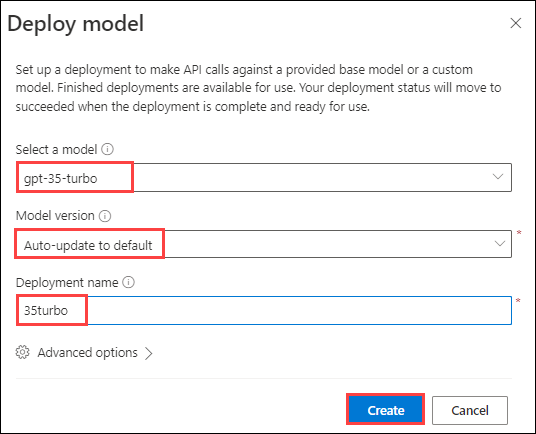 Deploy model
Set up a deployment to make API calls against a provided base model or a custom
model. Finished deployments are available for use. Your deployment status will move to
succeeded when the deployment is complete and ready for use.
Select a model
gpt-35-turbo
Model version
Auto-update to default
*
Deployment name
35turbo
*
Advanced options
Create Cancel